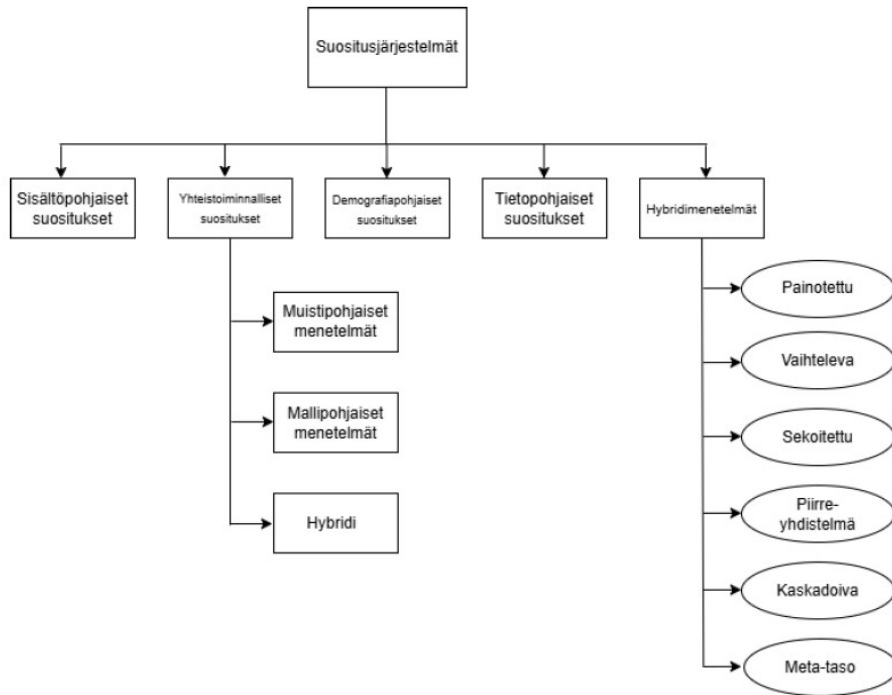 Suositusjärjestelmät
Sisältöpohjaiset
suositukset
Yhteistoiminnalliset
suositukset
Demografiapohjaiset
suositukset
Tietopohjaiset
suositukset
Hybridimenetelmät
Muistipohjaiset
menetelmät
Mallipohjaiset
menetelmät
Hybridi
Painotettu
Vaihteleva
Sekoitettu
Piirre-
yhdistelmä
Kaskadoiva
Meta-taso